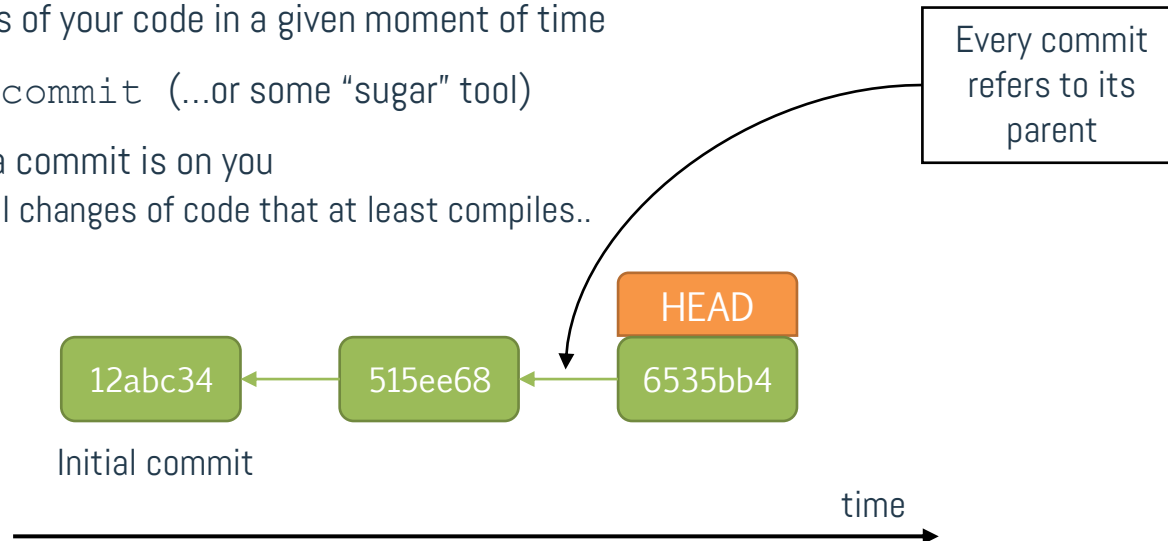 s of your code in a given moment of time
commit (...or some “sugar” tool)
a commit is on you
l changes of code that at least compiles..
Every commit
refers to its
parent
HEAD
12abc34
515ee68
6535bb4
Initial commit
time